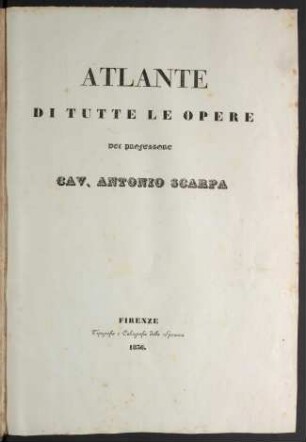 ATLANTE
DI TUTTE LE OPERE
DEL PROFESSORE
CAV. ANTONIO SCARPA
FIRENZE
Tipografia e Calcografia della Speranza
1836.